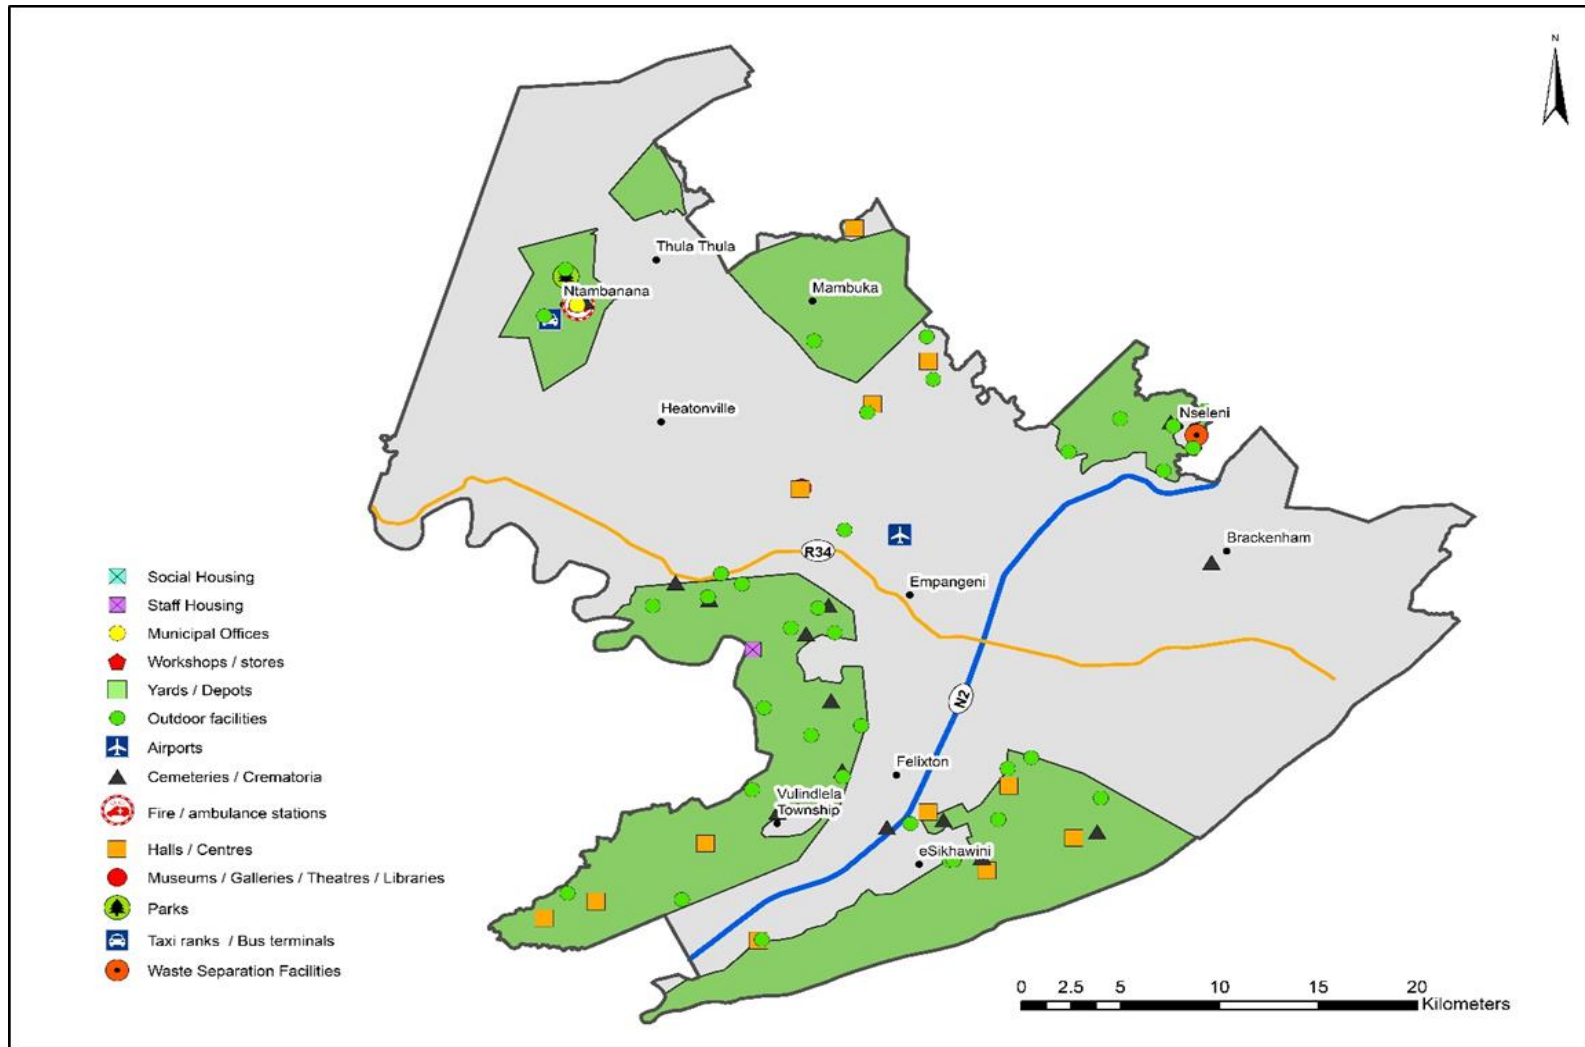 N
Thula Thula
Mambuka
Ntambanana
Heatonville
Nseleni
Brackenham
R34
Empangeni
N2
Felixton
Vulindlela
Township
eSikhawini
Social Housing
Staff Housing
Municipal Offices
Workshops / stores
Yards / Depots
Outdoor facilities
Airports
Cemeteries / Crematoria
Fire / ambulance stations
Halls / Centres
Museums / Galleries / Theatres / Libraries
Parks
Taxi ranks / Bus terminals
Waste Separation Facilities
0 2.5 5 10 15 20
Kilometers